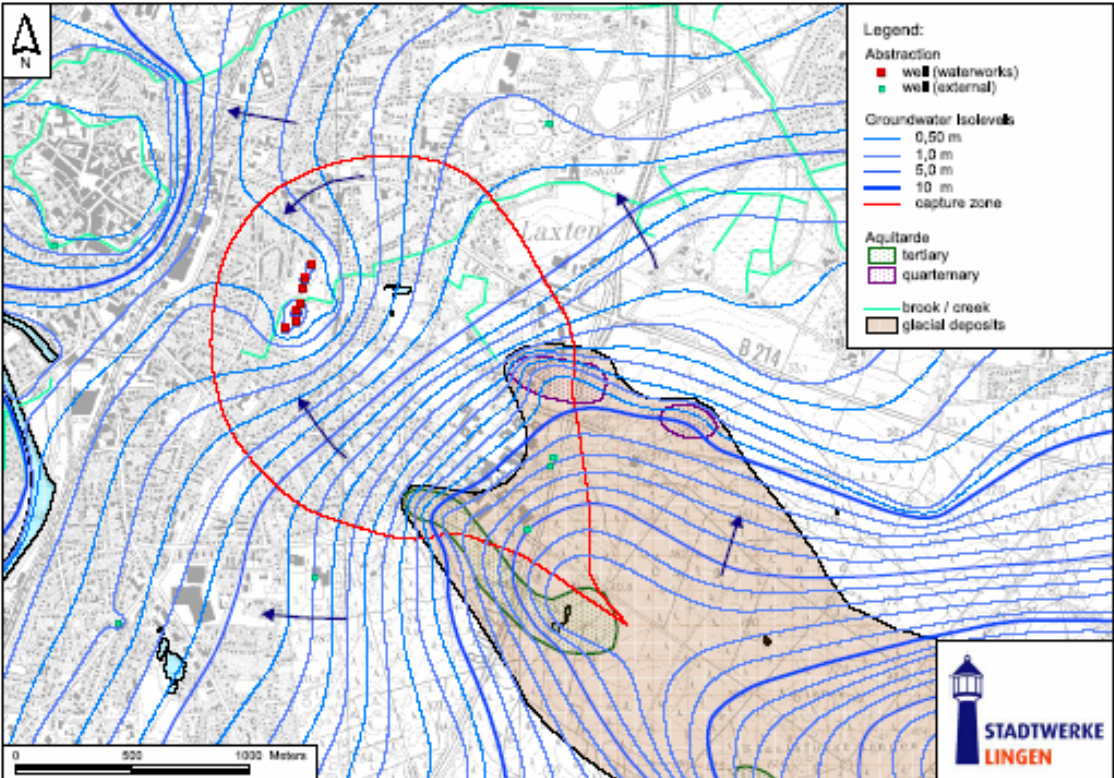 N
Laxten
B 214
0 500 1000 Meters
Legend:
Abstraction
well (waterworks)
well (external)
Groundwater Isolevels
0,50 m
1,0 m
5,0 m
10 m
capture zone
Aquitarde
tertiary
quarternary
brook / creek
glacial deposits
STADTWERKE
LINGEN